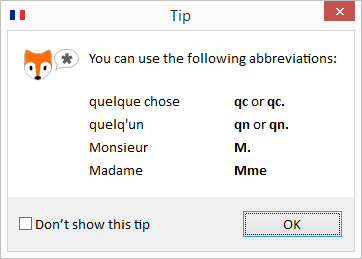 Tip
You can use the following abbreviations:
quelque chose qc or qc.
quelq'un qn or qn.
Monsieur M.
Madame Mme
Don't show this tip
OK